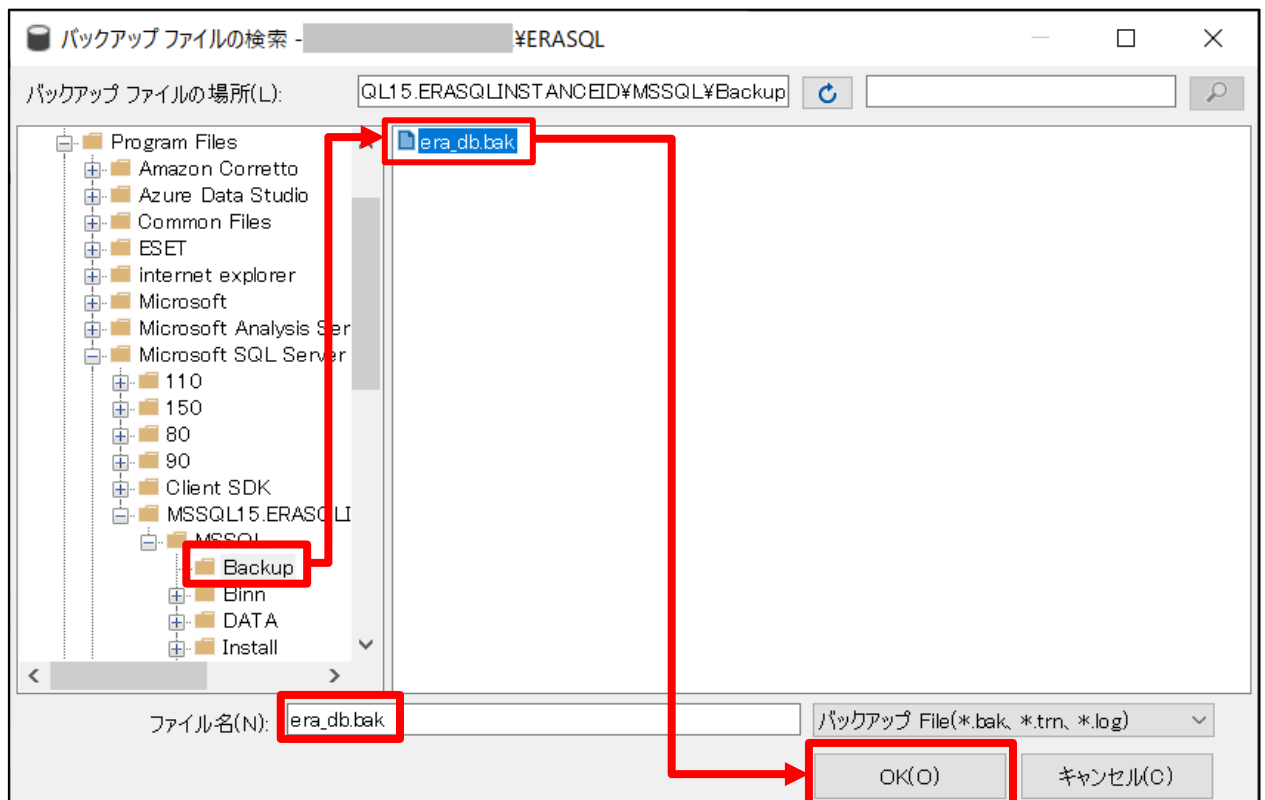 バックアップ ファイルの検索 - ¥ERASQL
バックアップ ファイルの場所(L):
QL15.ERASQLINSTANCEID¥MSSQL¥Backup
Program Files
Amazon Corretto
Azure Data Studio
Common Files
ESET
internet explorer
Microsoft
Microsoft Analysis Ser
Microsoft SQL Server
110
150
80
90
Client SDK
MSSQL15.ERASQLI
MSSQL
Backup
Binn
DATA
Install
era_db.bak
ファイル名(N):
era_db.bak
バックアップ File(*.bak、*.trn、*.log)
OK(O)
キャンセル(C)